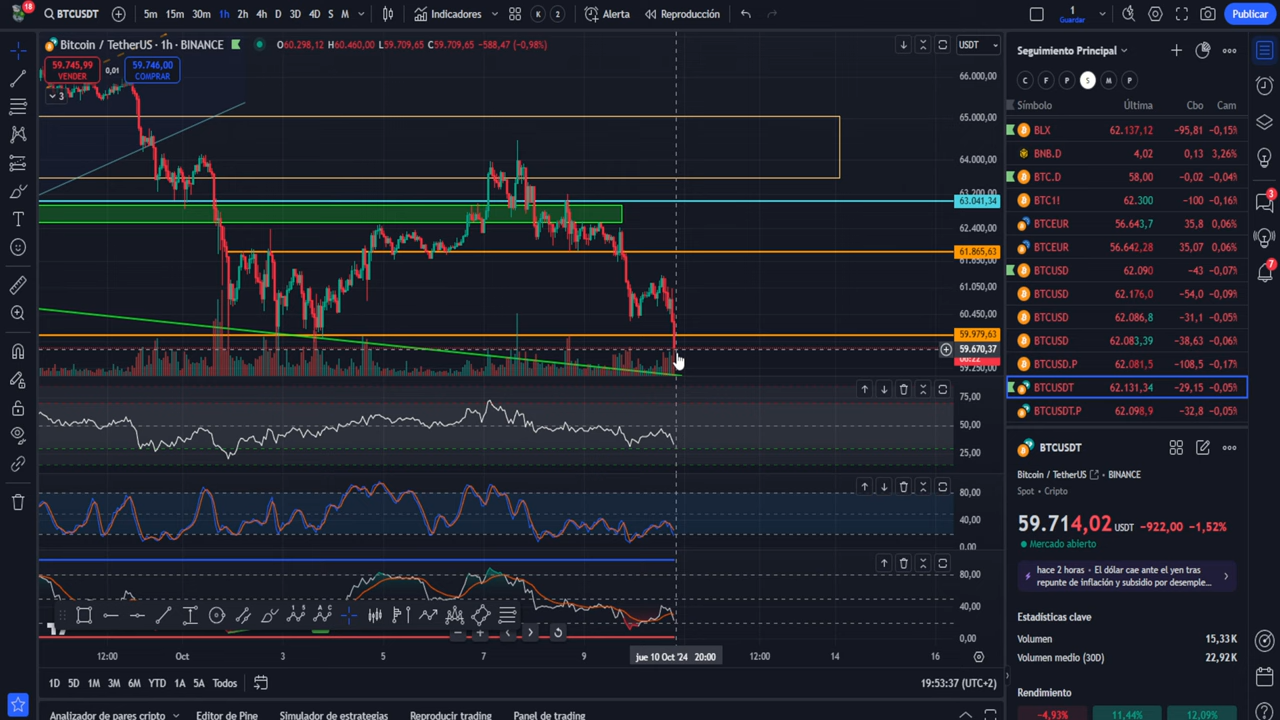 18
BTCUSDT
5m 15m 30m 1h 2h 4h D 3D 4D S M
Indicadores
K 2
Alerta
Reproducción
1
Guardar
Publicar
Bitcoin / TetherUS · 1h · BINANCE
O60.298,12 H60.460,00 L59.709,65 C59.709,65 −588,47 (−0,98%)
USDT
59.745,99
VENDER
0,01
59.746,00
COMPRAR
3
66.000,00
65.000,00
64.000,00
63.200,00
63.041,34
62.400,00
61.865,63
61.050,00
60.450,00
59.979,63
59.670,37
59.250,00
75,00
50,00
25,00
80,00
40,00
0,00
80,00
40,00
0,00
12:00 Oct 3 5 7 9 jue 10 Oct '24 20:00 12:00 14 16
1D 5D 1M 3M 6M YTD 1A 5A Todos
19:53:37 (UTC+2)
Analizador de pares cripto Editor de Pine Simulador de estrategias Reproducir trading Panel de trading
Seguimiento Principal
C F P S M P
Símbolo Última Cbo Cam
BLX 62.137,12 −95,81 −0,15%
BNB.D 4,02 0,13 3,26%
BTC.D 58,00 −0,02 −0,04%
BTC1! 62.300 −100 −0,16%
BTCEUR 56.643,7 35,8 0,06%
BTCEUR 56.642,28 35,07 0,06%
BTCUSD 62.090 −43 −0,07%
BTCUSD 62.176,0 −54,0 −0,09%
BTCUSD 62.086,8 −31,1 −0,05%
BTCUSD 62.083,39 −38,63 −0,06%
BTCUSD.P 62.081,5 −108,5 −0,17%
BTCUSDT 62.131,34 −29,15 −0,05%
BTCUSDT.P 62.098,9 −32,8 −0,05%
BTCUSDT
Bitcoin / TetherUS · BINANCE
Spot · Cripto
59.714,02 USDT −922,00 −1,52%
Mercado abierto
hace 2 horas · El dólar cae ante el yen tras
repunte de inflación y subsidio por desemple...
Estadísticas clave
Volumen 15,33 K
Volumen medio (30D) 22,92 K
Rendimiento
−4,93% 11,44% 12,09%
3
7